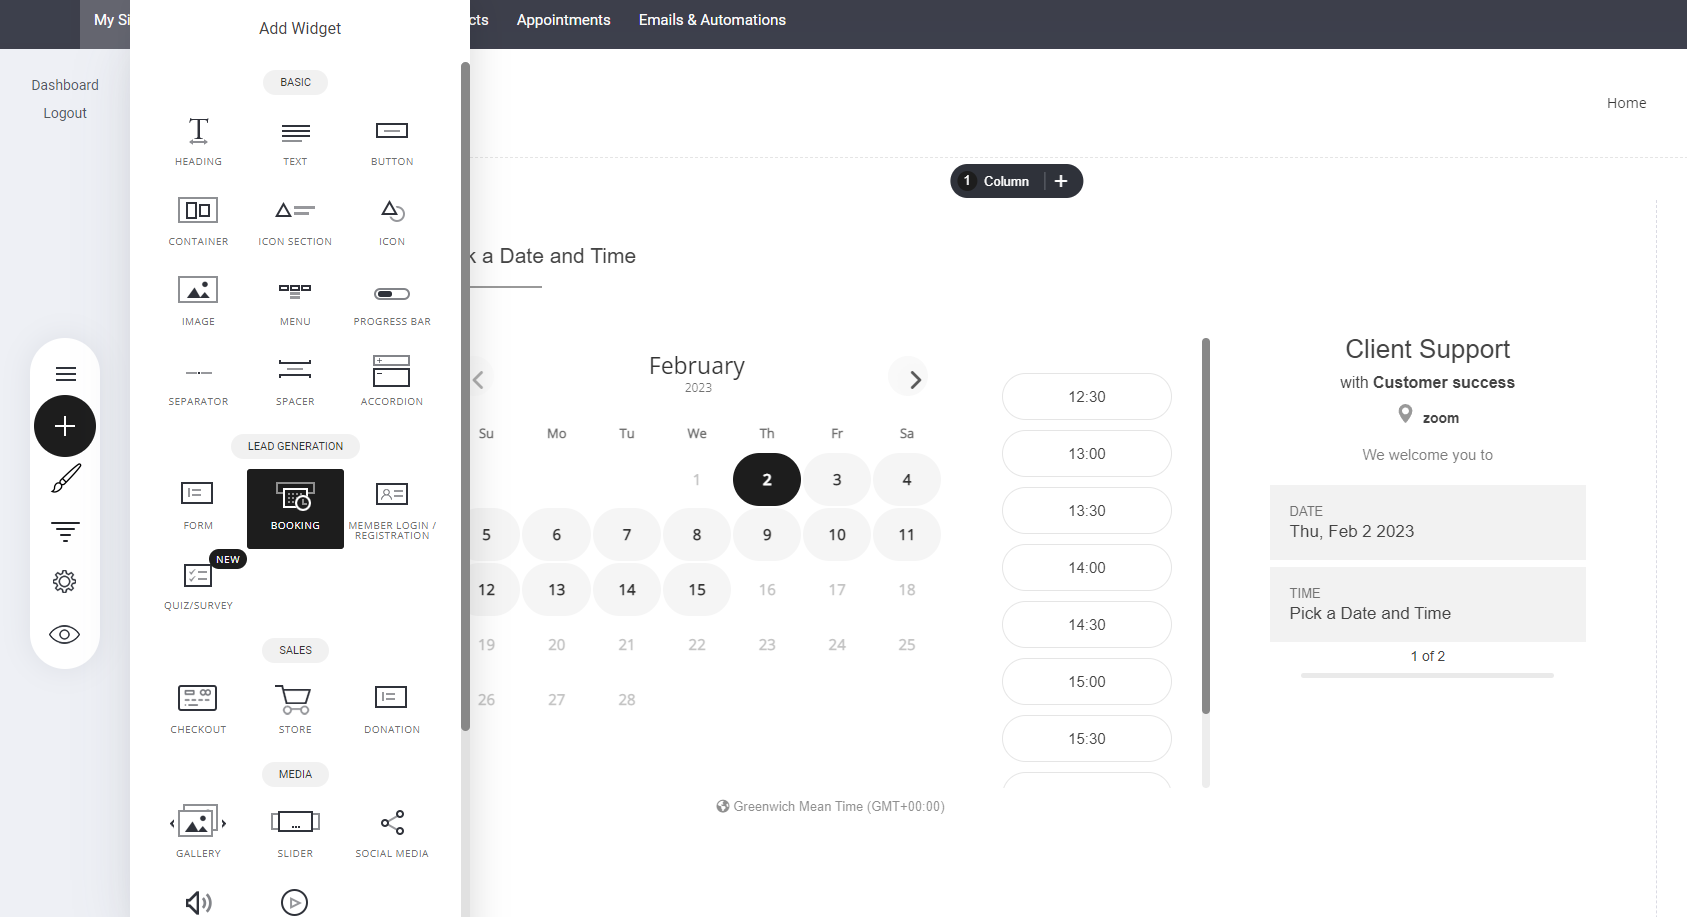 My Si
cts
Appointments
Emails & Automations
Dashboard
Logout
Add Widget
BASIC
HEADING
TEXT
BUTTON
CONTAINER
ICON SECTION
ICON
IMAGE
MENU
PROGRESS BAR
SEPARATOR
SPACER
ACCORDION
LEAD GENERATION
FORM
BOOKING
MEMBER LOGIN /
REGISTRATION
NEW
QUIZ/SURVEY
SALES
CHECKOUT
STORE
DONATION
MEDIA
GALLERY
SLIDER
SOCIAL MEDIA
Home
1 Column +
k a Date and Time
February
2023
Su Mo Tu We Th Fr Sa
1 2 3 4
5 6 7 8 9 10 11
12 13 14 15 16 17 18
19 20 21 22 23 24 25
26 27 28
Greenwich Mean Time (GMT+00:00)
12:30
13:00
13:30
14:00
14:30
15:00
15:30
Client Support
with Customer success
zoom
We welcome you to
DATE
Thu, Feb 2 2023
TIME
Pick a Date and Time
1 of 2